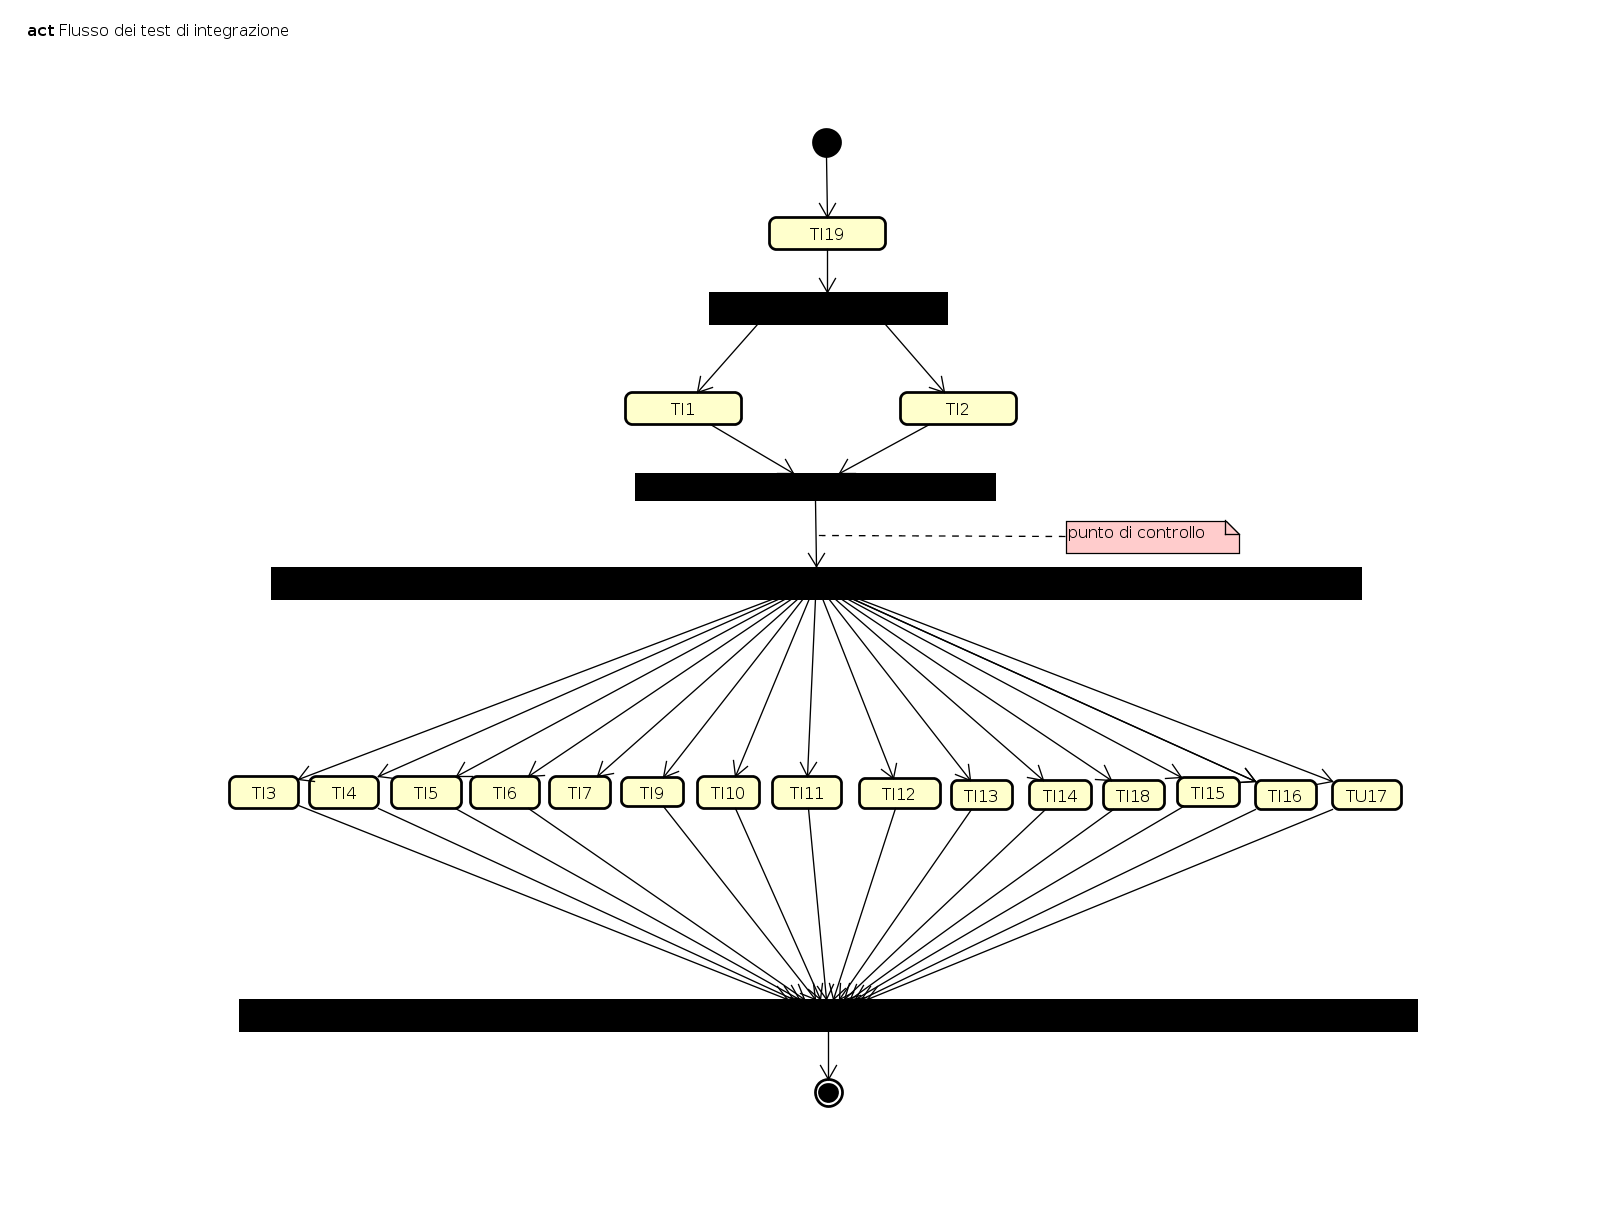 act Flusso dei test di integrazione
TI19
TI1
TI2
punto di controllo
TI3
TI4
TI5
TI6
TI7
TI9
TI10
TI11
TI12
TI13
TI14
TI18
TI15
TI16
TU17